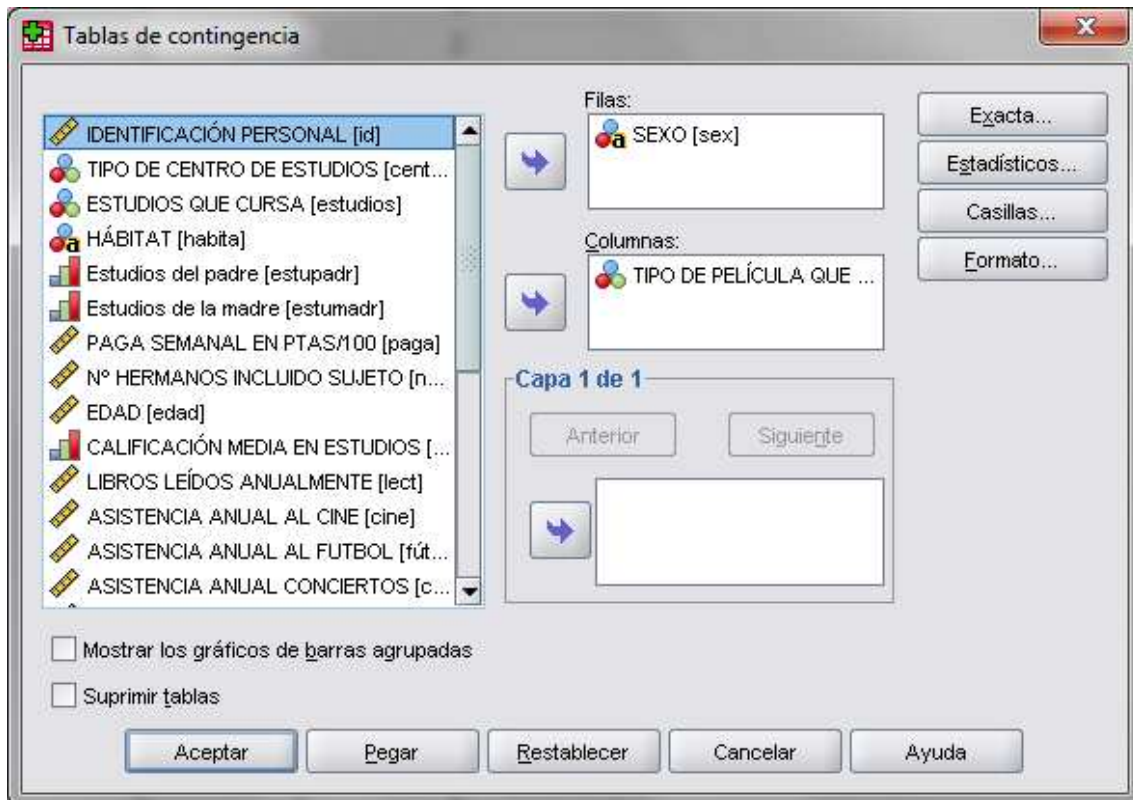 Tablas de contingencia
IDENTIFICACIÓN PERSONAL [id]
TIPO DE CENTRO DE ESTUDIOS [cent...
ESTUDIOS QUE CURSA [estudios]
HÁBITAT [habita]
Estudios del padre [estupadr]
Estudios de la madre [estumadr]
PAGA SEMANAL EN PTAS/100 [paga]
Nº HERMANOS INCLUIDO SUJETO [n...
EDAD [edad]
CALIFICACIÓN MEDIA EN ESTUDIOS [...
LIBROS LEÍDOS ANUALMENTE [lect]
ASISTENCIA ANUAL AL CINE [cine]
ASISTENCIA ANUAL AL FUTBOL [fút...
ASISTENCIA ANUAL CONCIERTOS [c...
Filas:
SEXO [sex]
Columnas:
TIPO DE PELÍCULA QUE ...
Capa 1 de 1
Anterior
Siguiente
Exacta...
Estadísticos...
Casillas...
Formato...
Mostrar los gráficos de barras agrupadas
Suprimir tablas
Aceptar
Pegar
Restablecer
Cancelar
Ayuda